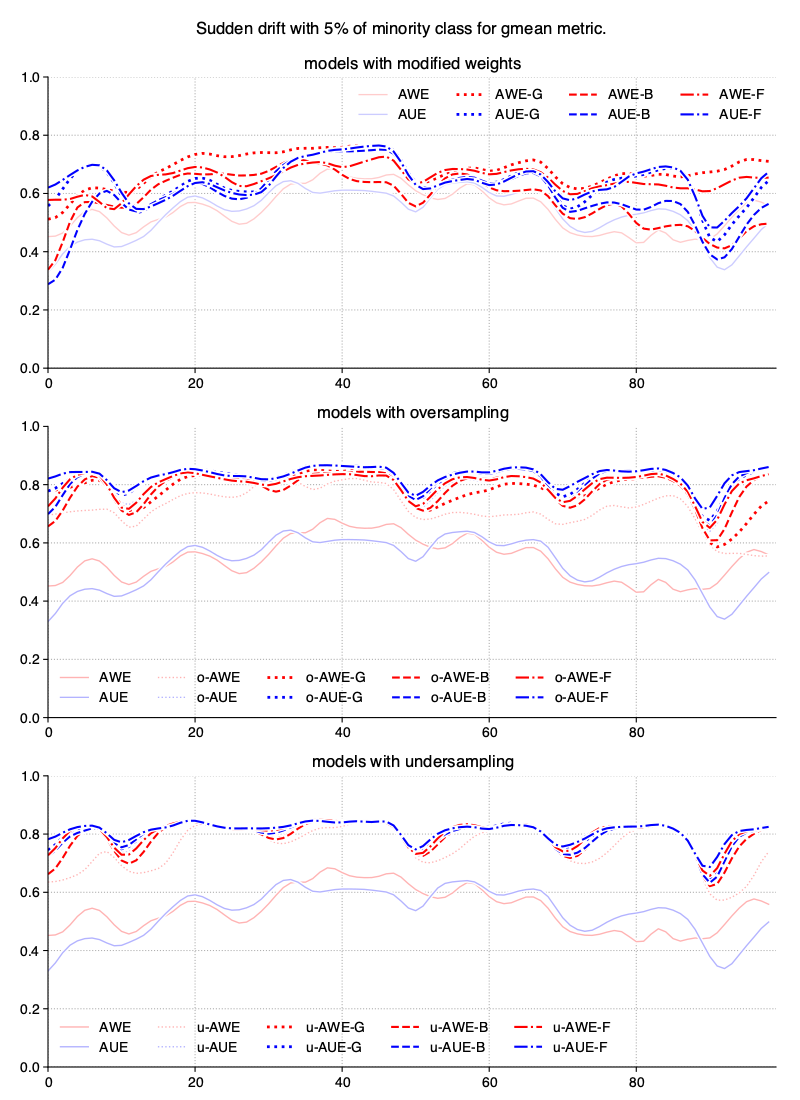 Sudden drift with 5% of minority class for gmean metric.
models with modified weights
AWE AWE-G AWE-B AWE-F
AUE AUE-G AUE-B AUE-F
1.0
0.8
0.6
0.4
0.2
0.0
0 20 40 60 80
models with oversampling
1.0
0.8
0.6
0.4
0.2
0.0
AWE o-AWE o-AWE-G o-AWE-B o-AWE-F
AUE o-AUE o-AUE-G o-AUE-B o-AUE-F
0 20 40 60 80
models with undersampling
1.0
0.8
0.6
0.4
0.2
0.0
AWE u-AWE u-AWE-G u-AWE-B u-AWE-F
AUE u-AUE u-AUE-G u-AUE-B u-AUE-F
0 20 40 60 80